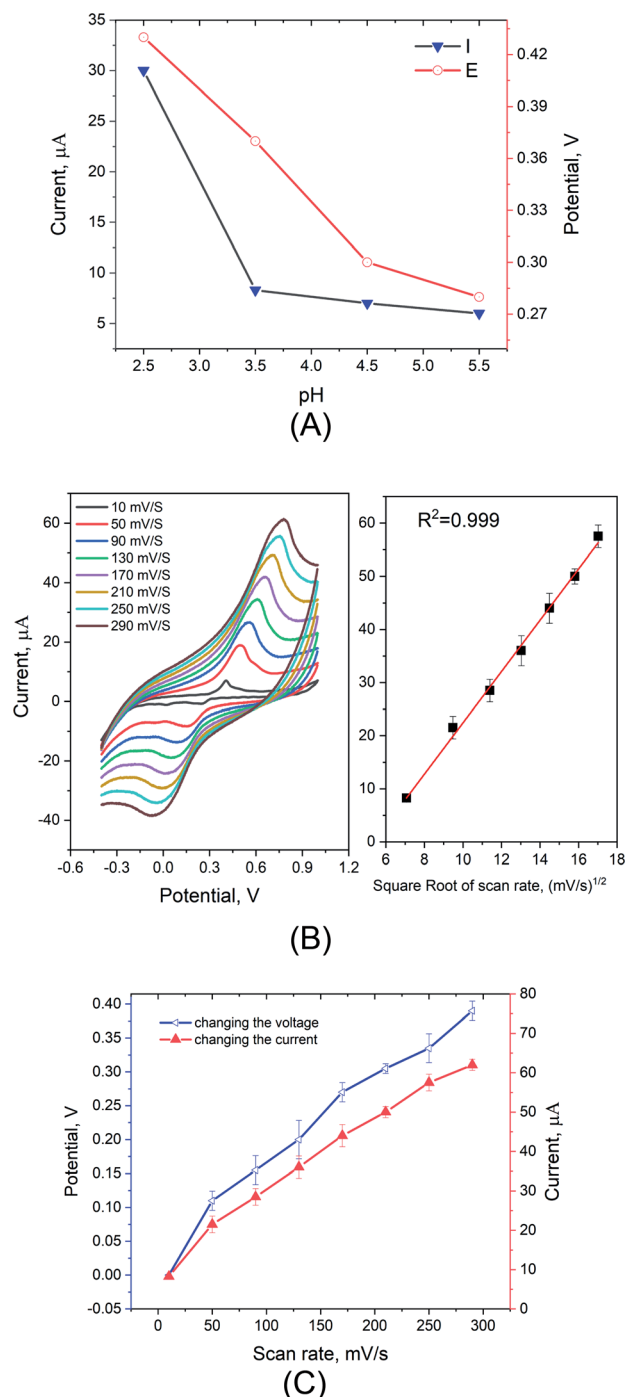 35
30
25
20
15
10
5
Current, μA
I
E
0.42
0.39
0.36
0.33
0.30
0.27
Potential, V
2.5 3.0 3.5 4.0 4.5 5.0 5.5
pH
(A)
60
40
20
0
-20
-40
Current, μA
10 mV/S
50 mV/S
90 mV/S
130 mV/S
170 mV/S
210 mV/S
250 mV/S
290 mV/S
-0.6 -0.3 0.0 0.3 0.6 0.9 1.2
Potential, V
R²=0.999
60
50
40
30
20
10
0
6 8 10 12 14 16 18
Square Root of scan rate, (mV/s)^1/2
(B)
0.40
0.35
0.30
0.25
0.20
0.15
0.10
0.05
0.00
-0.05
Potential, V
changing the voltage
changing the current
80
70
60
50
40
30
20
10
0
Current, μA
0 50 100 150 200 250 300
Scan rate, mV/s
(C)